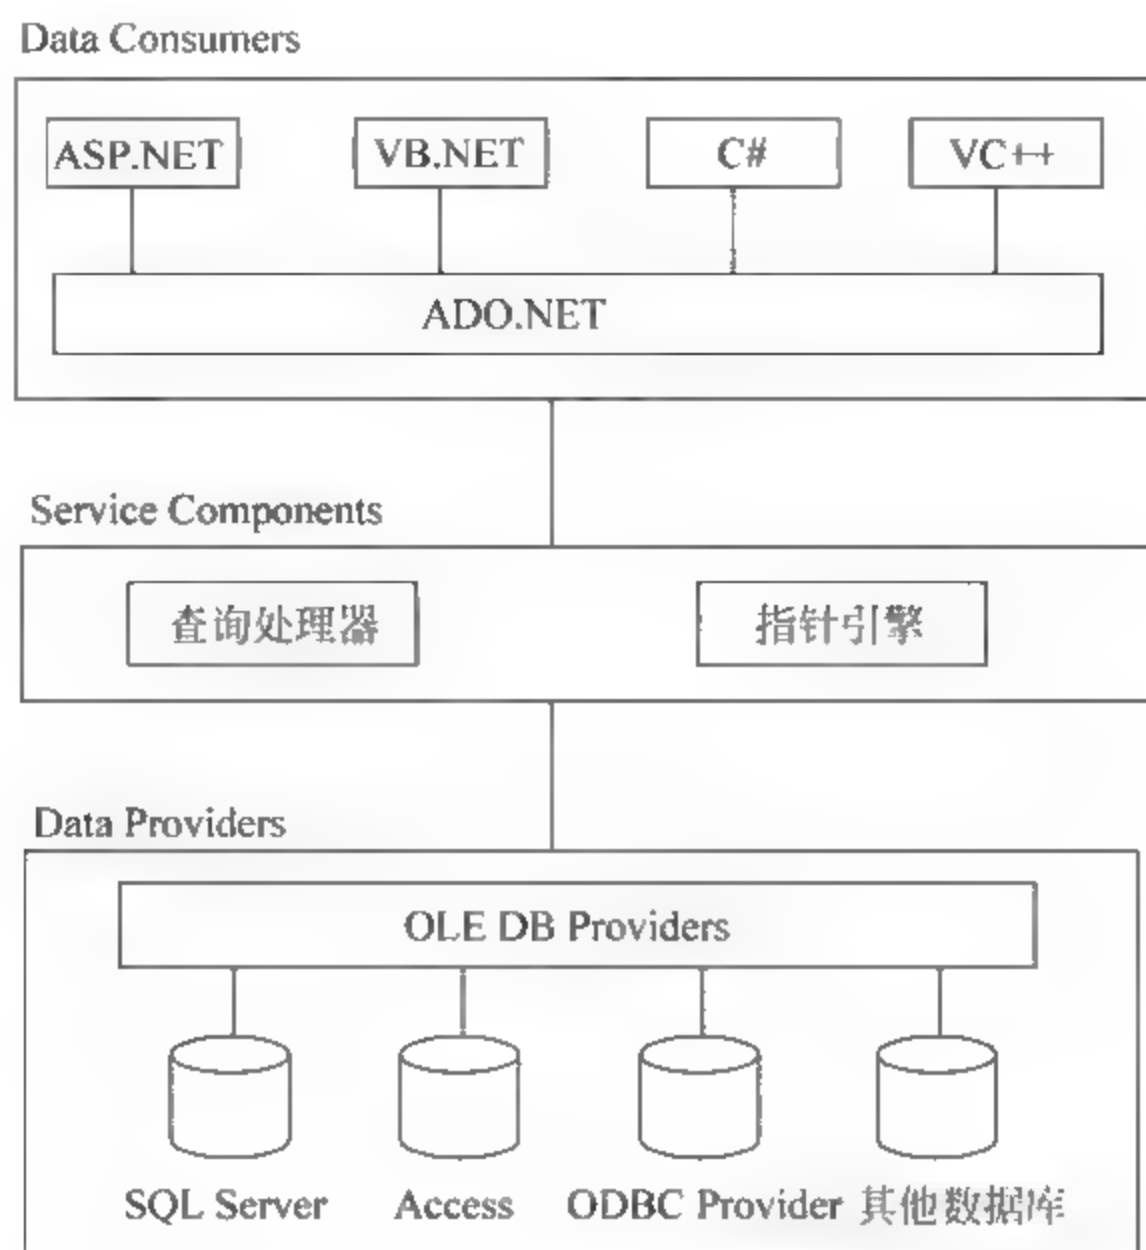 Data Consumers
ASP.NET VB.NET C# VC++
ADO.NET
Service Components
查询处理器 指针引擎
Data Providers
OLE DB Providers
SQL Server Access ODBC Provider 其他数据库